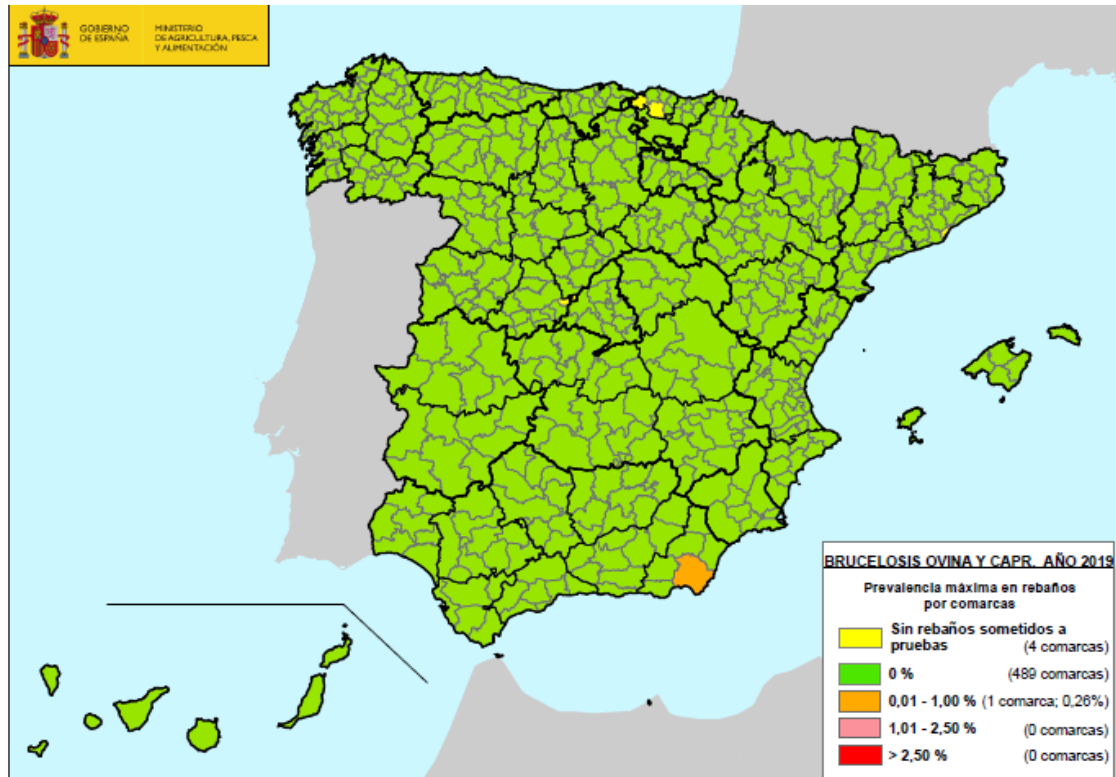 GOBIERNO
DE ESPAÑA
MINISTERIO
DE AGRICULTURA, PESCA
Y ALIMENTACIÓN
BRUCELOSIS OVINA Y CAPR. AÑO 2019
Prevalencia máxima en rebaños
por comarcas
Sin rebaños sometidos a
pruebas (4 comarcas)
0 % (489 comarcas)
0,01 - 1,00 % (1 comarca; 0,26%)
1,01 - 2,50 % (0 comarcas)
> 2,50 % (0 comarcas)